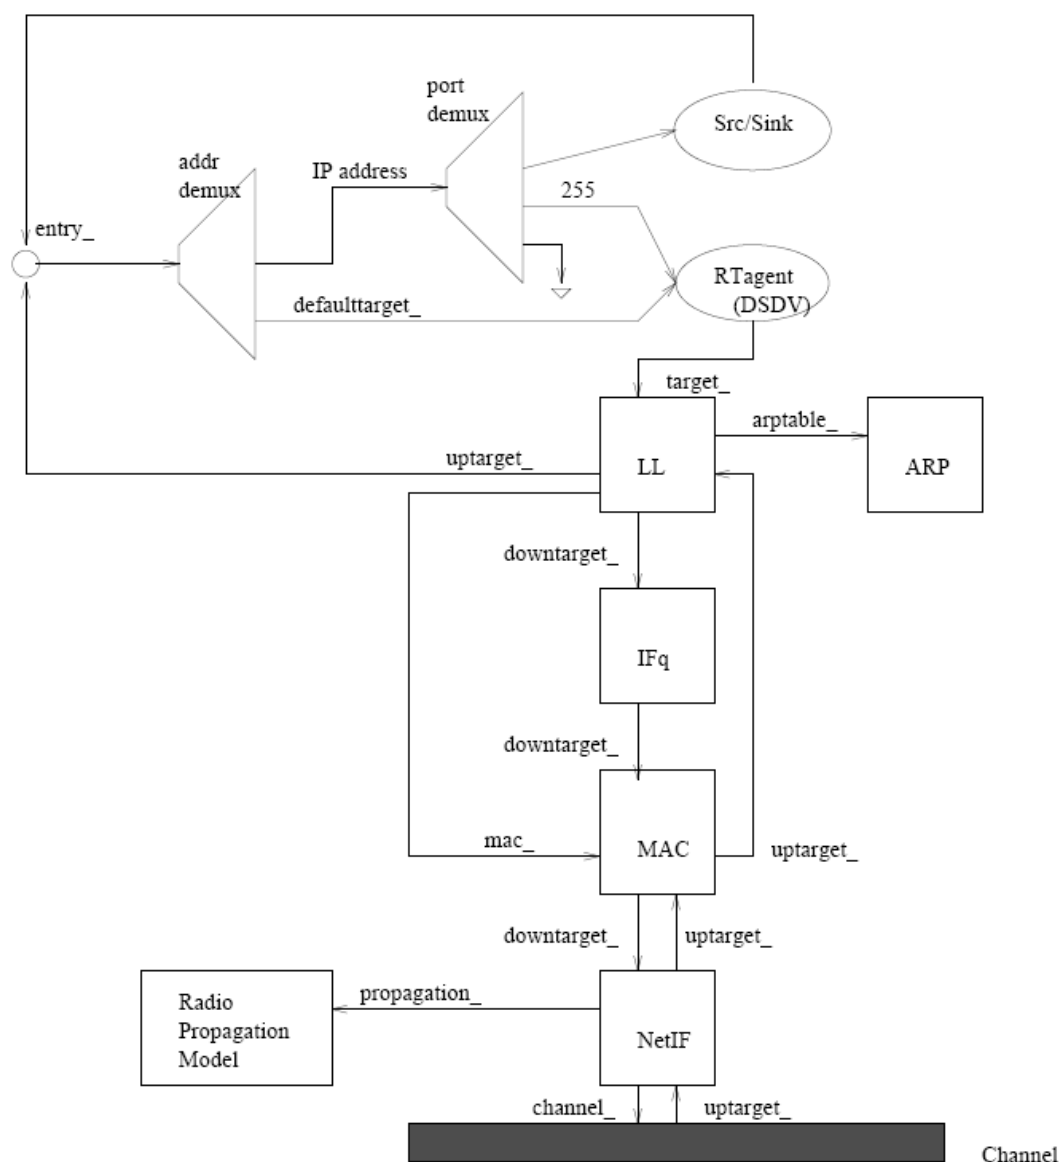 port
demux
Src/Sink
addr
demux
IP address
255
entry_
RTagent
(DSDV)
defaulttarget_
target_
arptable_
uptarget_
LL
ARP
downtarget_
IFq
downtarget_
mac_
MAC
uptarget_
downtarget_
uptarget_
propagation_
Radio
Propagation
Model
NetIF
channel_
uptarget_
Channel